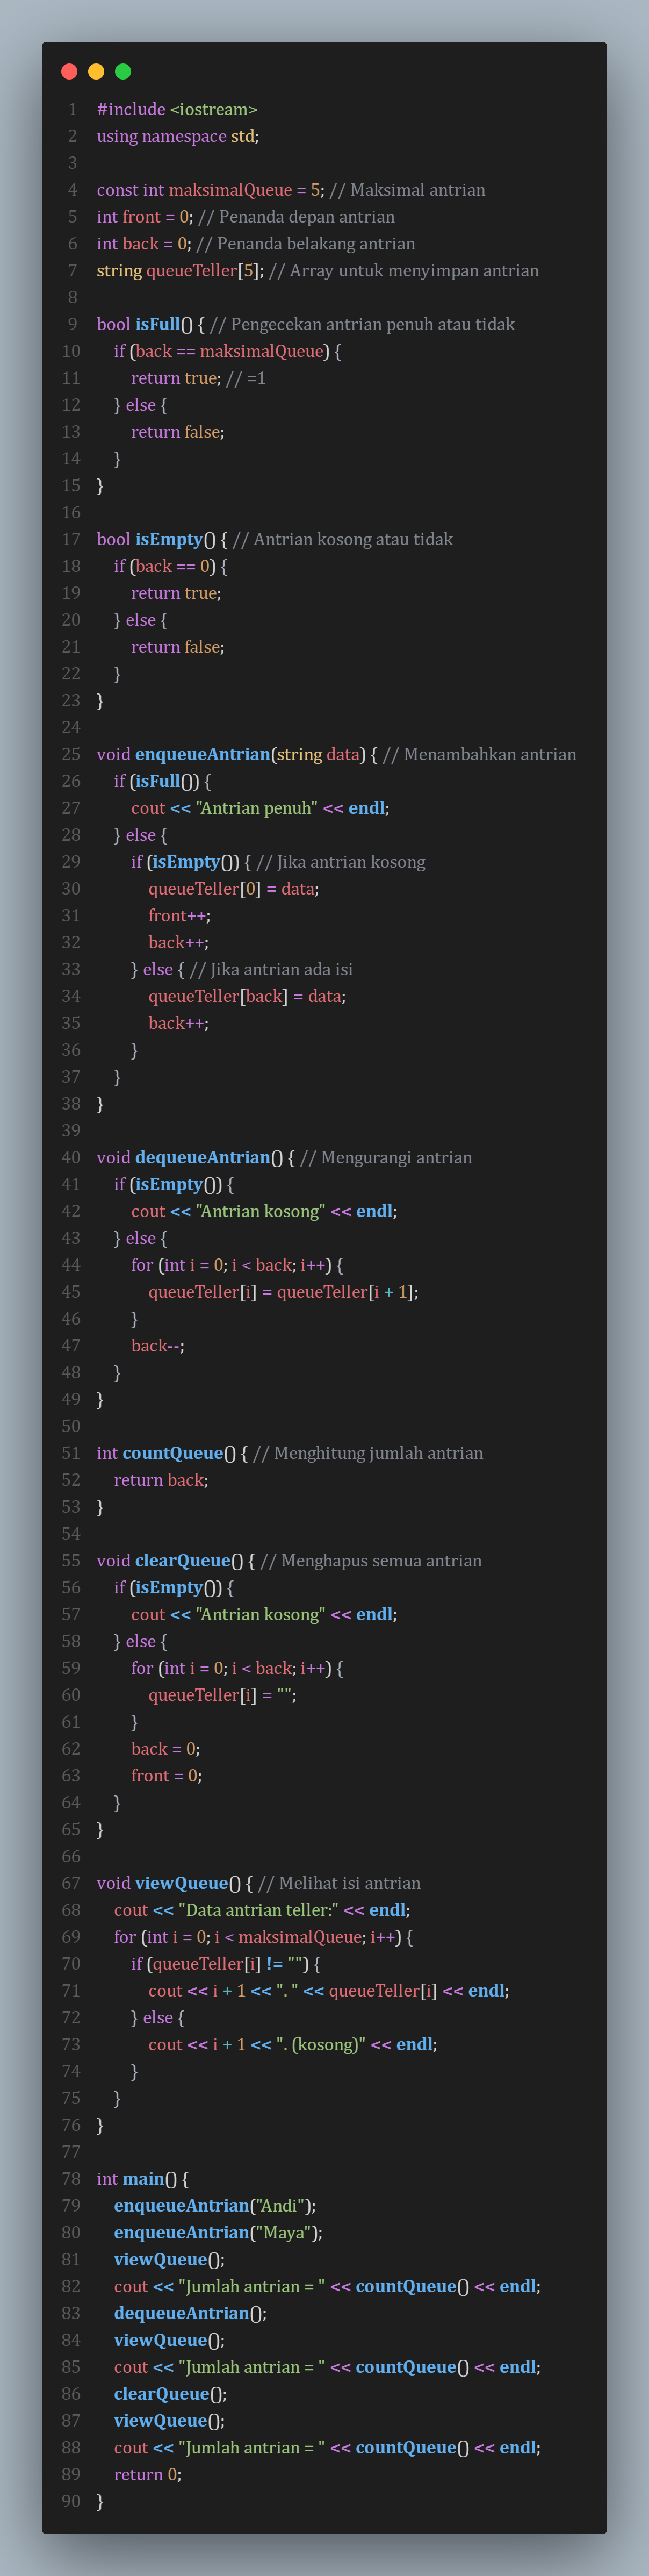 1 #include <iostream>
2 using namespace std;
3
4 const int maksimalQueue = 5; // Maksimal antrian
5 int front = 0; // Penanda depan antrian
6 int back = 0; // Penanda belakang antrian
7 string queueTeller[5]; // Array untuk menyimpan antrian
8
9 bool isFull() { // Pengecekan antrian penuh atau tidak
10     if (back == maksimalQueue) {
11         return true; // =1
12     } else {
13         return false;
14     }
15 }
16
17 bool isEmpty() { // Antrian kosong atau tidak
18     if (back == 0) {
19         return true;
20     } else {
21         return false;
22     }
23 }
24
25 void enqueueAntrian(string data) { // Menambahkan antrian
26     if (isFull()) {
27         cout << "Antrian penuh" << endl;
28     } else {
29         if (isEmpty()) { // Jika antrian kosong
30             queueTeller[0] = data;
31             front++;
32             back++;
33         } else { // Jika antrian ada isi
34             queueTeller[back] = data;
35             back++;
36         }
37     }
38 }
39
40 void dequeueAntrian() { // Mengurangi antrian
41     if (isEmpty()) {
42         cout << "Antrian kosong" << endl;
43     } else {
44         for (int i = 0; i < back; i++) {
45             queueTeller[i] = queueTeller[i + 1];
46         }
47         back--;
48     }
49 }
50
51 int countQueue() { // Menghitung jumlah antrian
52     return back;
53 }
54
55 void clearQueue() { // Menghapus semua antrian
56     if (isEmpty()) {
57         cout << "Antrian kosong" << endl;
58     } else {
59         for (int i = 0; i < back; i++) {
60             queueTeller[i] = "";
61         }
62         back = 0;
63         front = 0;
64     }
65 }
66
67 void viewQueue() { // Melihat isi antrian
68     cout << "Data antrian teller:" << endl;
69     for (int i = 0; i < maksimalQueue; i++) {
70         if (queueTeller[i] != "") {
71             cout << i + 1 << ". " << queueTeller[i] << endl;
72         } else {
73             cout << i + 1 << ". (kosong)" << endl;
74         }
75     }
76 }
77
78 int main() {
79     enqueueAntrian("Andi");
80     enqueueAntrian("Maya");
81     viewQueue();
82     cout << "Jumlah antrian = " << countQueue() << endl;
83     dequeueAntrian();
84     viewQueue();
85     cout << "Jumlah antrian = " << countQueue() << endl;
86     clearQueue();
87     viewQueue();
88     cout << "Jumlah antrian = " << countQueue() << endl;
89     return 0;
90 }